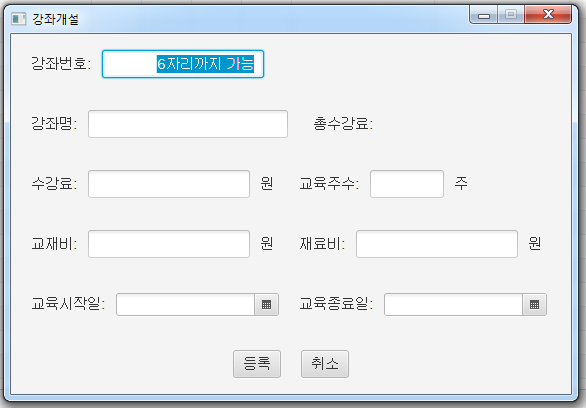 강좌개설
강좌번호: 6자리까지 가능
강좌명: 총수강료:
수강료: 원 교육주수: 주
교재비: 원 재료비: 원
교육시작일: 교육종료일:
등록 취소